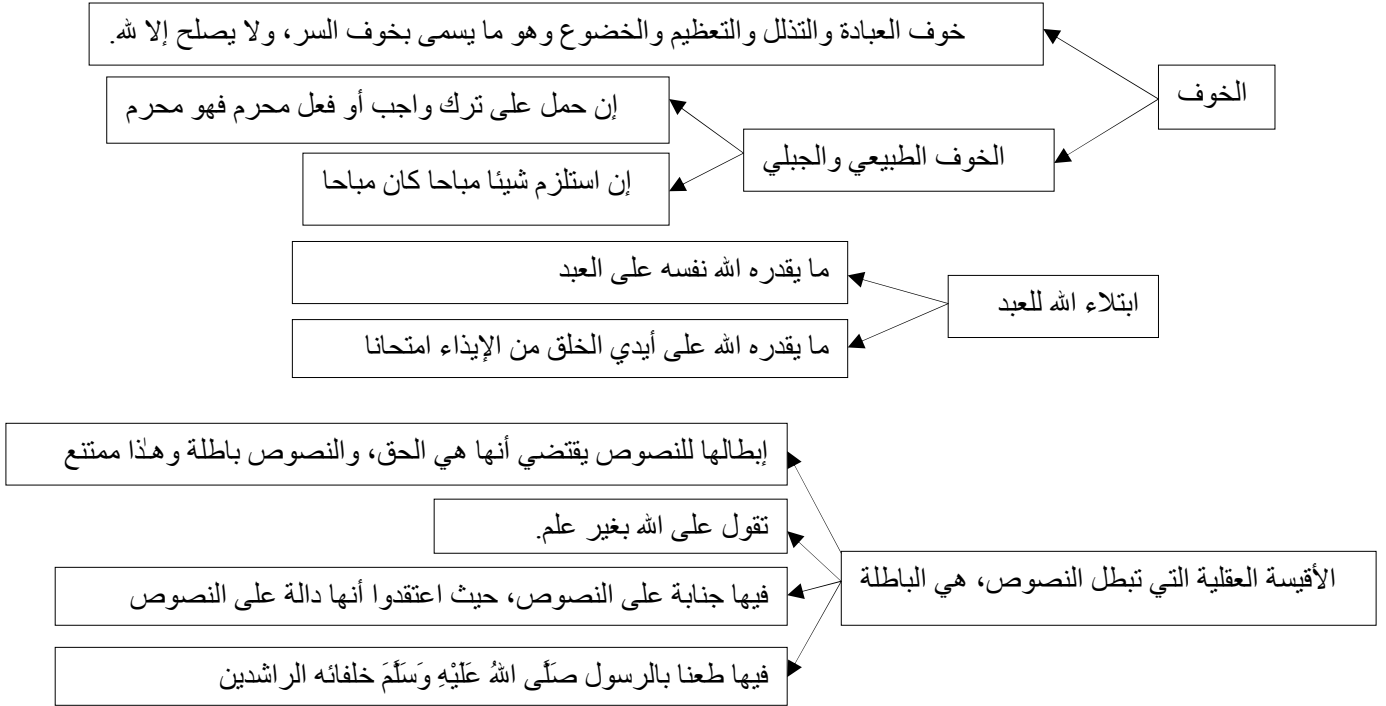 خوف العبادة والتذلل والتعظيم والخضوع وهو ما يسمى بخوف السر، ولا يصلح إلا لله.
الخوف
إن حمل على ترك واجب أو فعل محرم فهو محرم
الخوف الطبيعي والجبلي
إن استلزم شيئا مباحا كان مباحا
ما يقدره الله نفسه على العبد
ابتلاء الله للعبد
ما يقدره الله على أيدي الخلق من الإيذاء امتحانا
إبطالها للنصوص يقتضي أنها هي الحق، والنصوص باطلة وهٰذا ممتنع
تقول على الله بغير علم.
الأقيسة العقلية التي تبطل النصوص، هي الباطلة
فيها جنابة على النصوص، حيث اعتقدوا أنها دالة على النصوص
فيها طعنا بالرسول صَلَّى اللهُ عَلَيْهِ وَسَلَّمَ خلفائه الراشدين